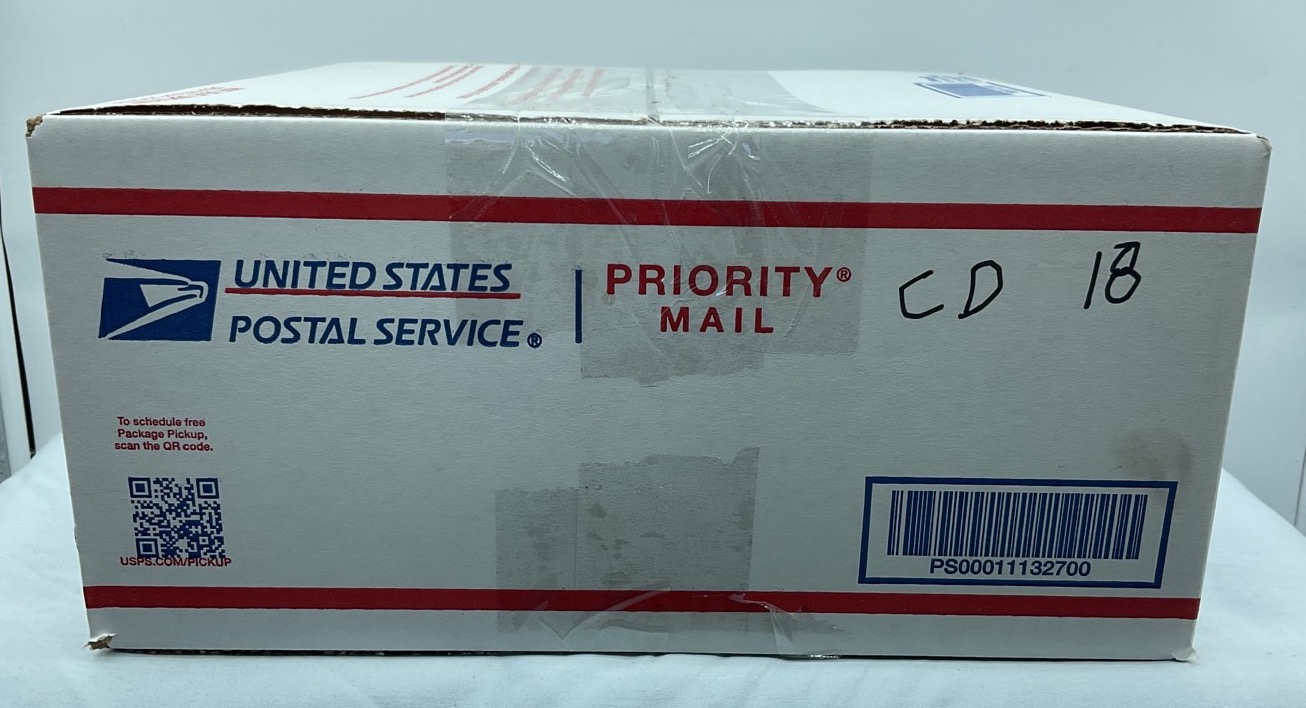 UNITED STATES
POSTAL SERVICE®
PRIORITY®
MAIL
CD 18
To schedule free
Package Pickup,
scan the QR code.
USPS.COM/PICKUP
PS00011132700